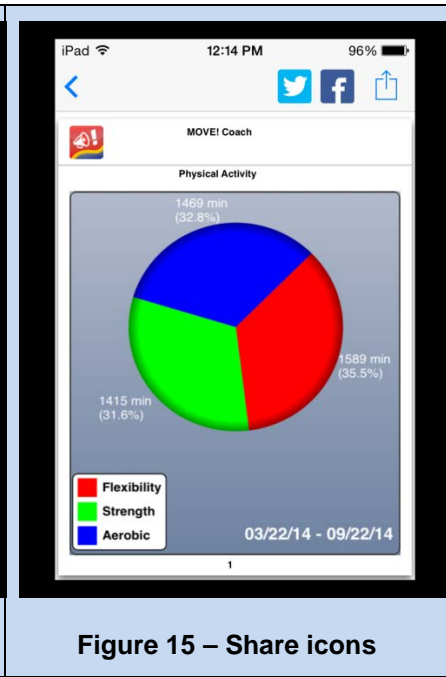 iPad 12:14 PM 96%
MOVE! Coach
Physical Activity
1469 min
(32.8%)
1589 min
(35.5%)
1415 min
(31.6%)
Flexibility
Strength
Aerobic
03/22/14 - 09/22/14
1
Figure 15 – Share icons